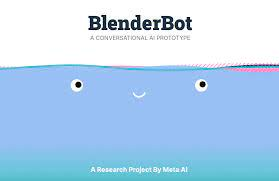 BlenderBot
A CONVERSATIONAL AI PROTOTYPE
A Research Project By Meta AI